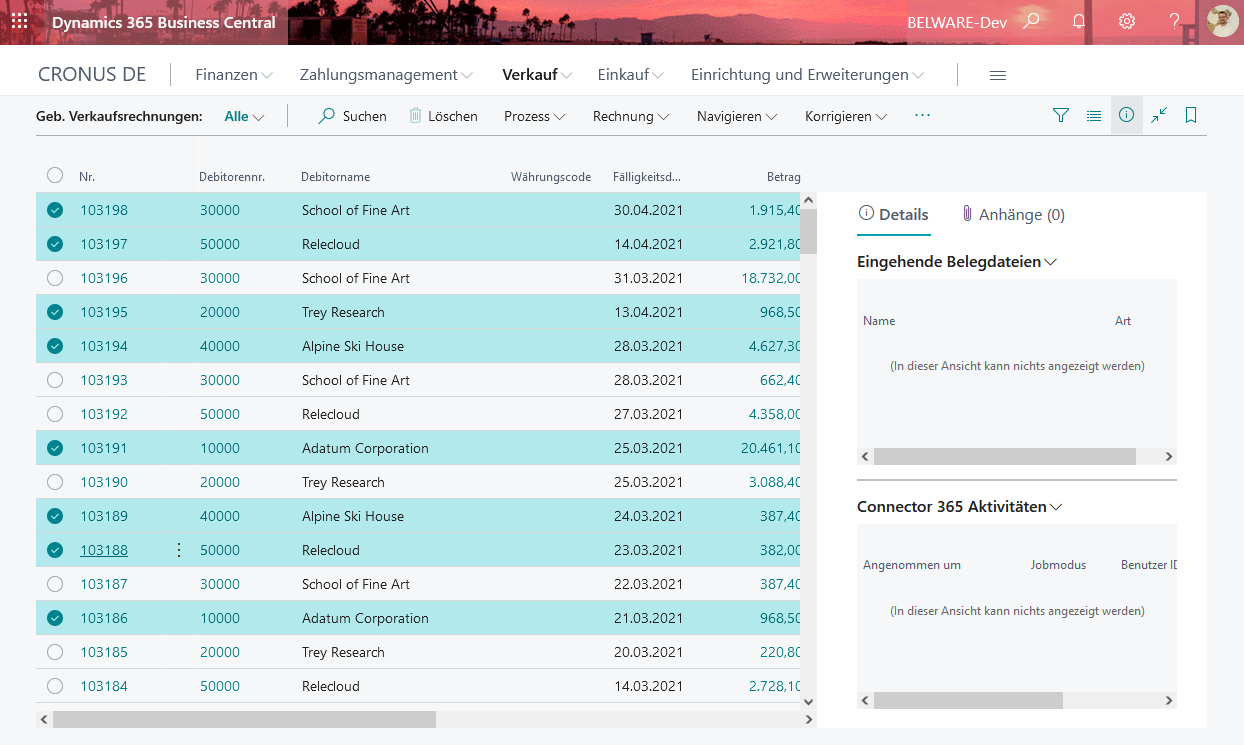 Dynamics 365 Business Central BELWARE-Dev ?
CRONUS DE Finanzen Zahlungsmanagement Verkauf Einkauf Einrichtung und Erweiterungen
Geb. Verkaufsrechnungen: Alle Suchen Löschen Prozess Rechnung Navigieren Korrigieren ···
Nr. Debitorennr. Debitorname Währungscode Fälligkeitsd... Betrag
103198 30000 School of Fine Art 30.04.2021 1.915,40
103197 50000 Relecloud 14.04.2021 2.921,80
103196 30000 School of Fine Art 31.03.2021 18.732,00
103195 20000 Trey Research 13.04.2021 968,50
103194 40000 Alpine Ski House 28.03.2021 4.627,30
103193 30000 School of Fine Art 28.03.2021 662,40
103192 50000 Relecloud 27.03.2021 4.358,00
103191 10000 Adatum Corporation 25.03.2021 20.461,10
103190 20000 Trey Research 25.03.2021 3.088,40
103189 40000 Alpine Ski House 24.03.2021 387,40
103188 50000 Relecloud 23.03.2021 382,00
103187 30000 School of Fine Art 22.03.2021 387,40
103186 10000 Adatum Corporation 21.03.2021 968,50
103185 20000 Trey Research 20.03.2021 220,80
103184 50000 Relecloud 14.03.2021 2.728,10
Details Anhänge (0)
Eingehende Belegdateien
Name Art
(In dieser Ansicht kann nichts angezeigt werden)
Connector 365 Aktivitäten
Angenommen um Jobmodus Benutzer ID
(In dieser Ansicht kann nichts angezeigt werden)